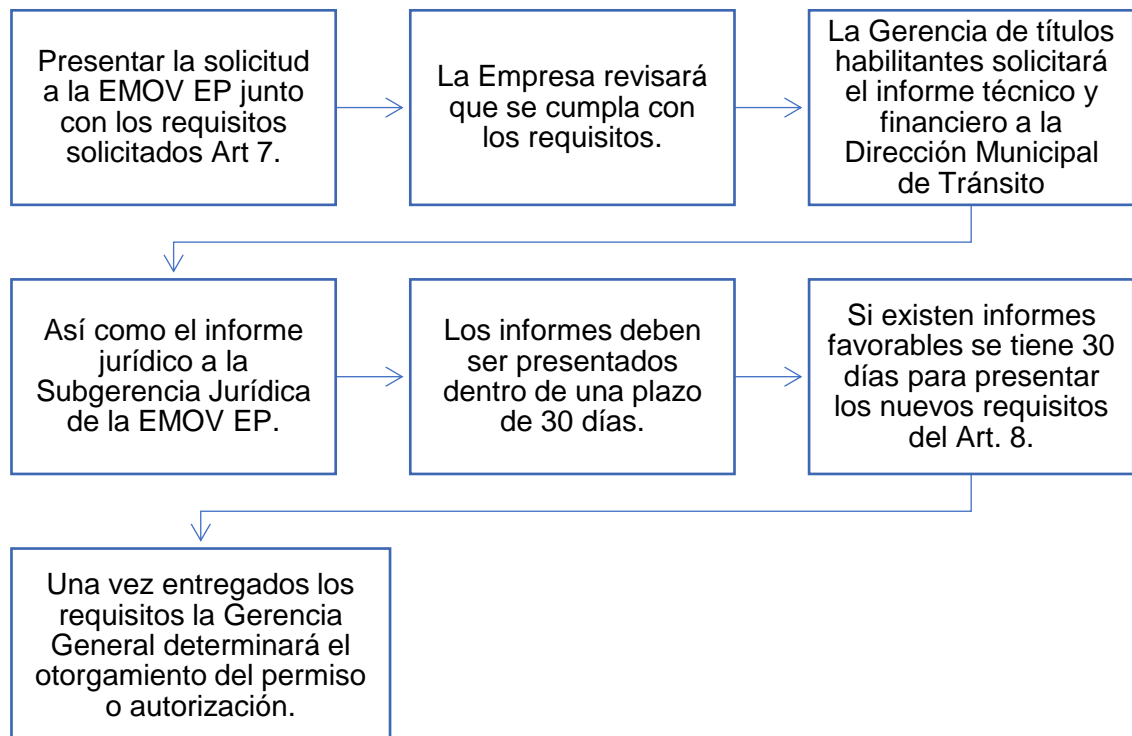 Presentar la solicitud
a la EMOV EP junto
con los requisitos
solicitados Art 7.
La Empresa revisará
que se cumpla con
los requisitos.
La Gerencia de títulos
habilitantes solicitará
el informe técnico y
financiero a la
Dirección Municipal
de Tránsito
Así como el informe
jurídico a la
Subgerencia Jurídica
de la EMOV EP.
Los informes deben
ser presentados
dentro de una plazo
de 30 días.
Si existen informes
favorables se tiene 30
días para presentar
los nuevos requisitos
del Art. 8.
Una vez entregados los
requisitos la Gerencia
General determinará el
otorgamiento del permiso
o autorización.